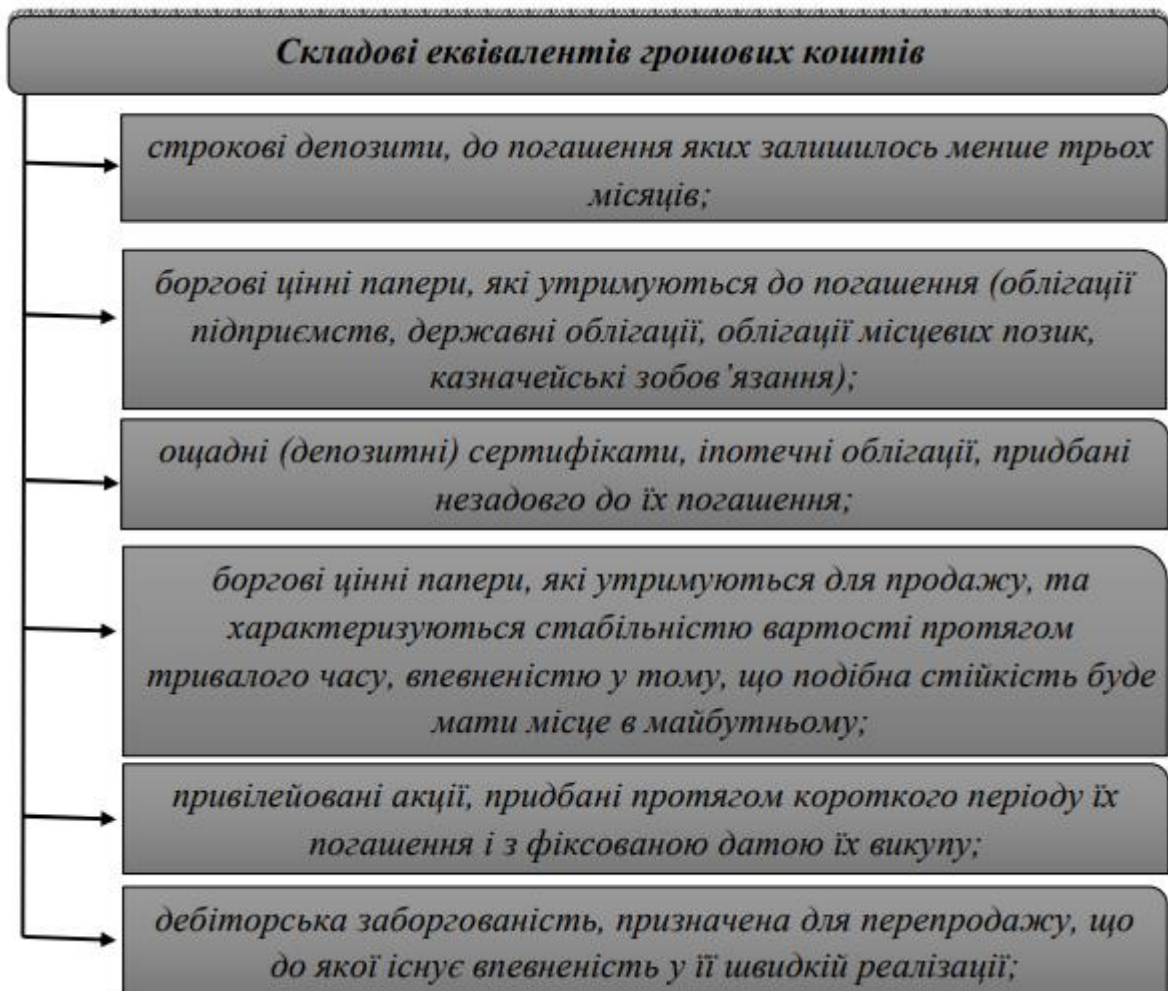 Складові еквівалентів грошових коштів
строкові депозити, до погашення яких залишилось менше трьох
місяців;
боргові цінні папери, які утримуються до погашення (облігації
підприємств, державні облігації, облігації місцевих позик,
казначейські зобов’язання);
ощадні (депозитні) сертифікати, іпотечні облігації, придбані
незадовго до їх погашення;
боргові цінні папери, які утримуються для продажу, та
характеризуються стабільністю вартості протягом
тривалого часу, впевненістю у тому, що подібна стійкість буде
мати місце в майбутньому;
привілейовані акції, придбані протягом короткого періоду їх
погашення і з фіксованою датою їх викупу;
дебіторська заборгованість, призначена для перепродажу, що
до якої існує впевненість у її швидкій реалізації;